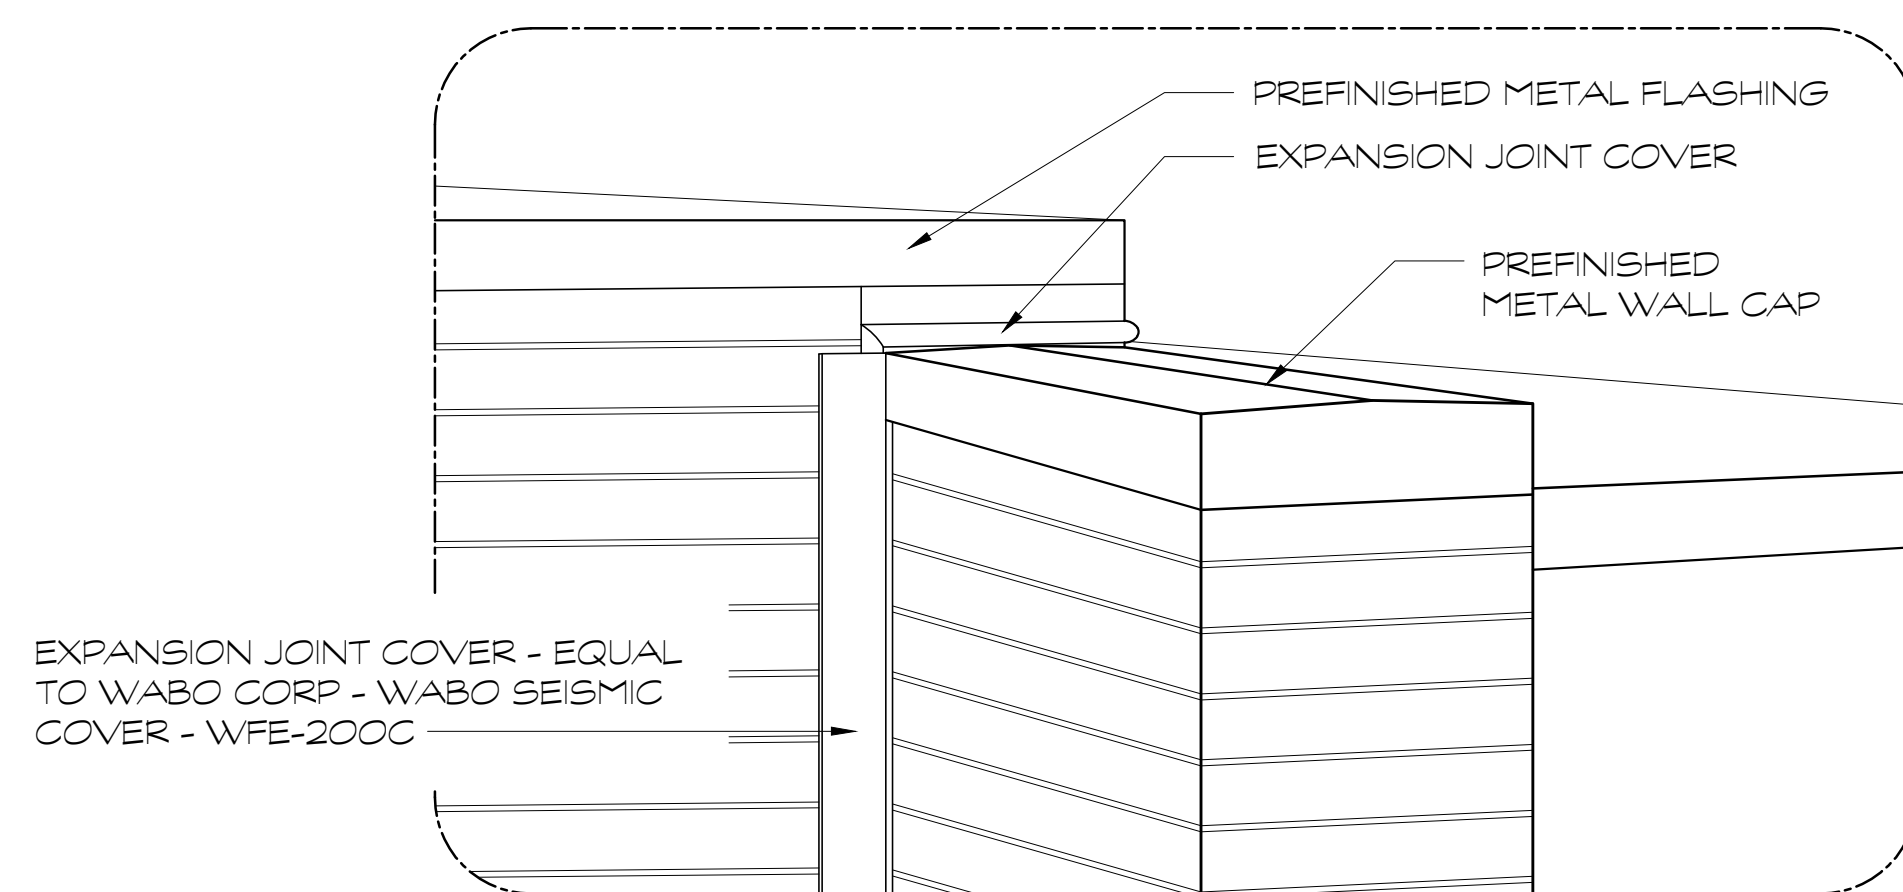 PREFINISHED METAL FLASHING
EXPANSION JOINT COVER
PREFINISHED
METAL WALL CAP
EXPANSION JOINT COVER - EQUAL
TO WABO CORP - WABO SEISMIC
COVER - WFE-200C